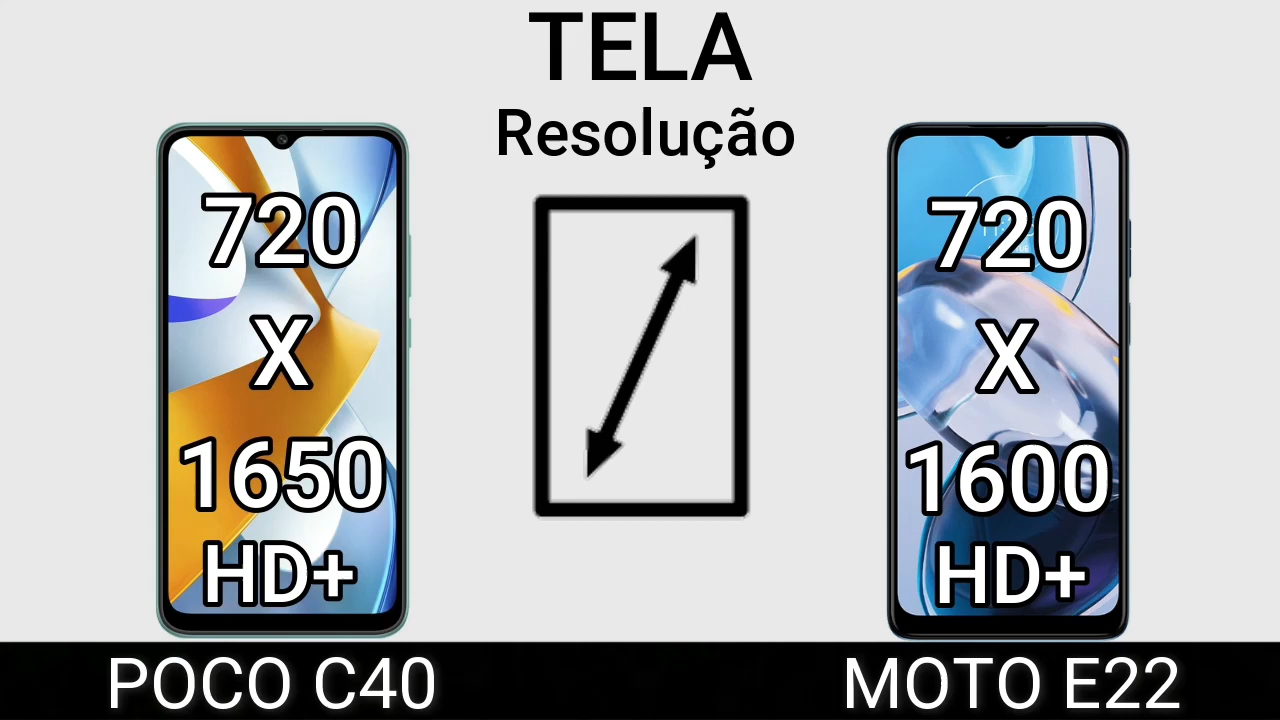 TELA
Resolução
720
X
1650
HD+
720
X
1600
HD+
POCO C40
MOTO E22